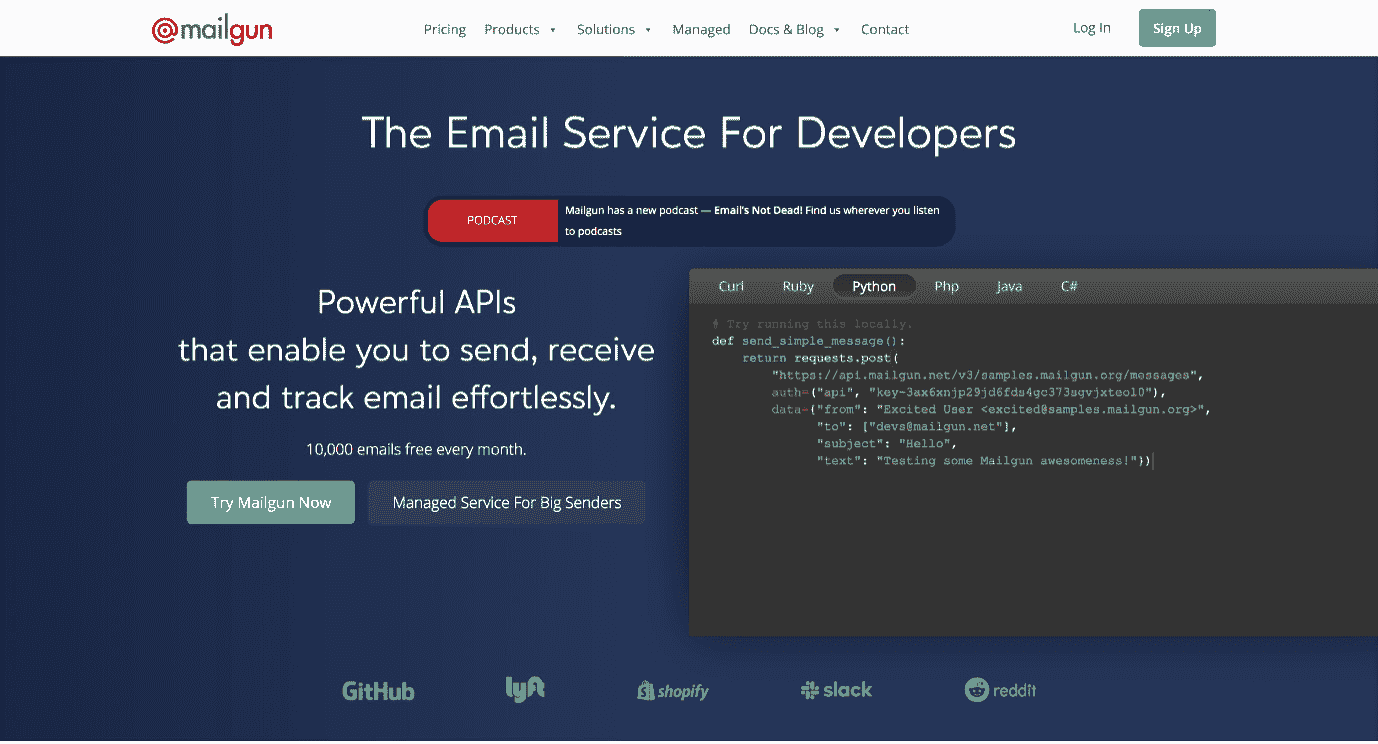 @mailgun
Pricing Products Solutions Managed Docs & Blog Contact Log In Sign Up
The Email Service For Developers
PODCAST
Mailgun has a new podcast — Email's Not Dead! Find us wherever you listen
to podcasts
Powerful APIs
that enable you to send, receive
and track email effortlessly.
10,000 emails free every month.
Try Mailgun Now
Managed Service For Big Senders
Curl Ruby Python Php Java C#
# Try running this locally.
def send_simple_message():
return requests.post(
"https://api.mailgun.net/v3/samples.mailgun.org/messages",
auth=("api", "key-3ax6xnjp29jd6fds4gc373sgvjxteol0"),
data={"from": "Excited User <excited@samples.mailgun.org>",
"to": ["devs@mailgun.net"],
"subject": "Hello",
"text": "Testing some Mailgun awesomeness!"})
GitHub lyft shopify slack reddit